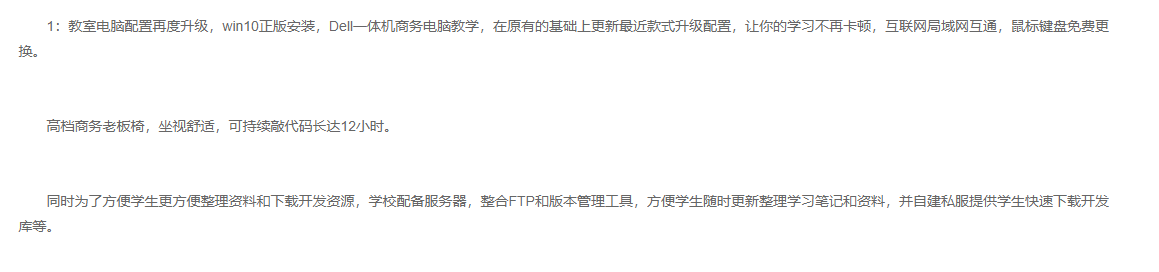 1：教室电脑配置再度升级，win10正版安装，Dell一体机商务电脑教学，在原有的基础上更新最近款式升级配置，让你的学习不再卡顿，互联网局域网互通，鼠标键盘免费更
换。
高档商务老板椅，坐视舒适，可持续敲代码长达12小时。
同时为了方便学生更方便整理资料和下载开发资源，学校配备服务器，整合FTP和版本管理工具，方便学生随时更新整理学习笔记和资料，并自建私服提供学生快速下载开发
库等。